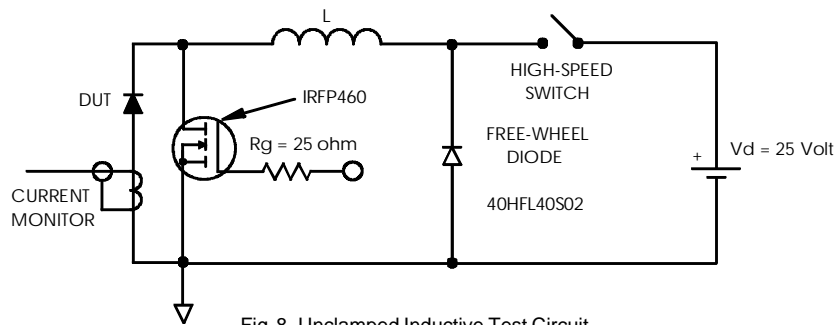 L
HIGH-SPEED
SWITCH
DUT
IRFP460
Rg = 25 ohm
FREE-WHEEL
DIODE
40HFL40S02
+
Vd = 25 Volt
CURRENT
MONITOR
Fig. 8 - Unclamped Inductive Test Circuit